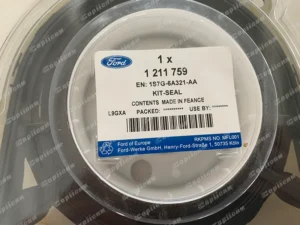 Ford
1 x
1 211 759
EN: 1S7G-6A321-AA
KIT-SEAL
CONTENTS MADE IN FRANCE
L9GXA PACKED: USE BY:
RKPMS NO. MFL001
Ford of Europe
Ford-Werke GmbH, Henry-Ford-Straße 1, 50735 Köln